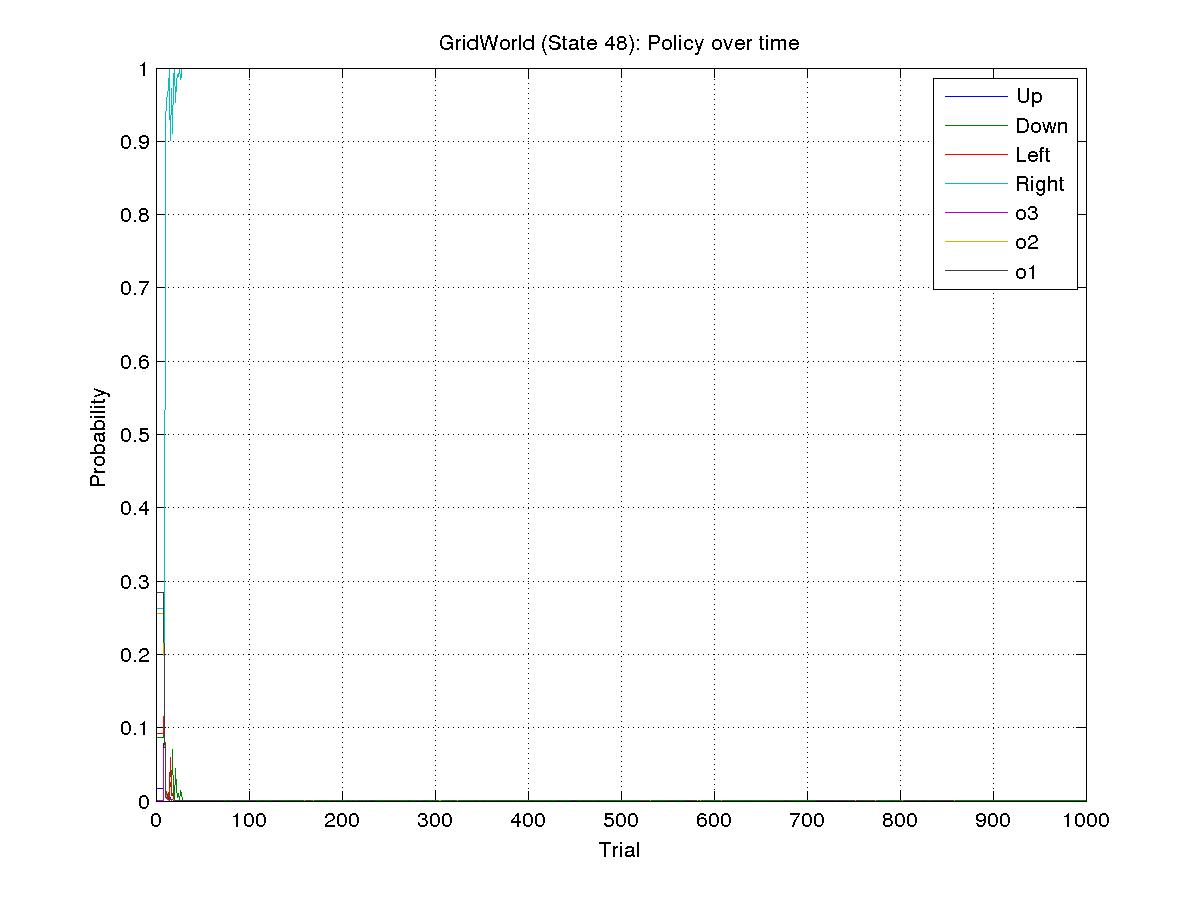 GridWorld (State 48): Policy over time
1
0.9
0.8
0.7
0.6
0.5
0.4
0.3
0.2
0.1
0
Probability
Up
Down
Left
Right
o3
o2
o1
0 100 200 300 400 500 600 700 800 900 1000
Trial